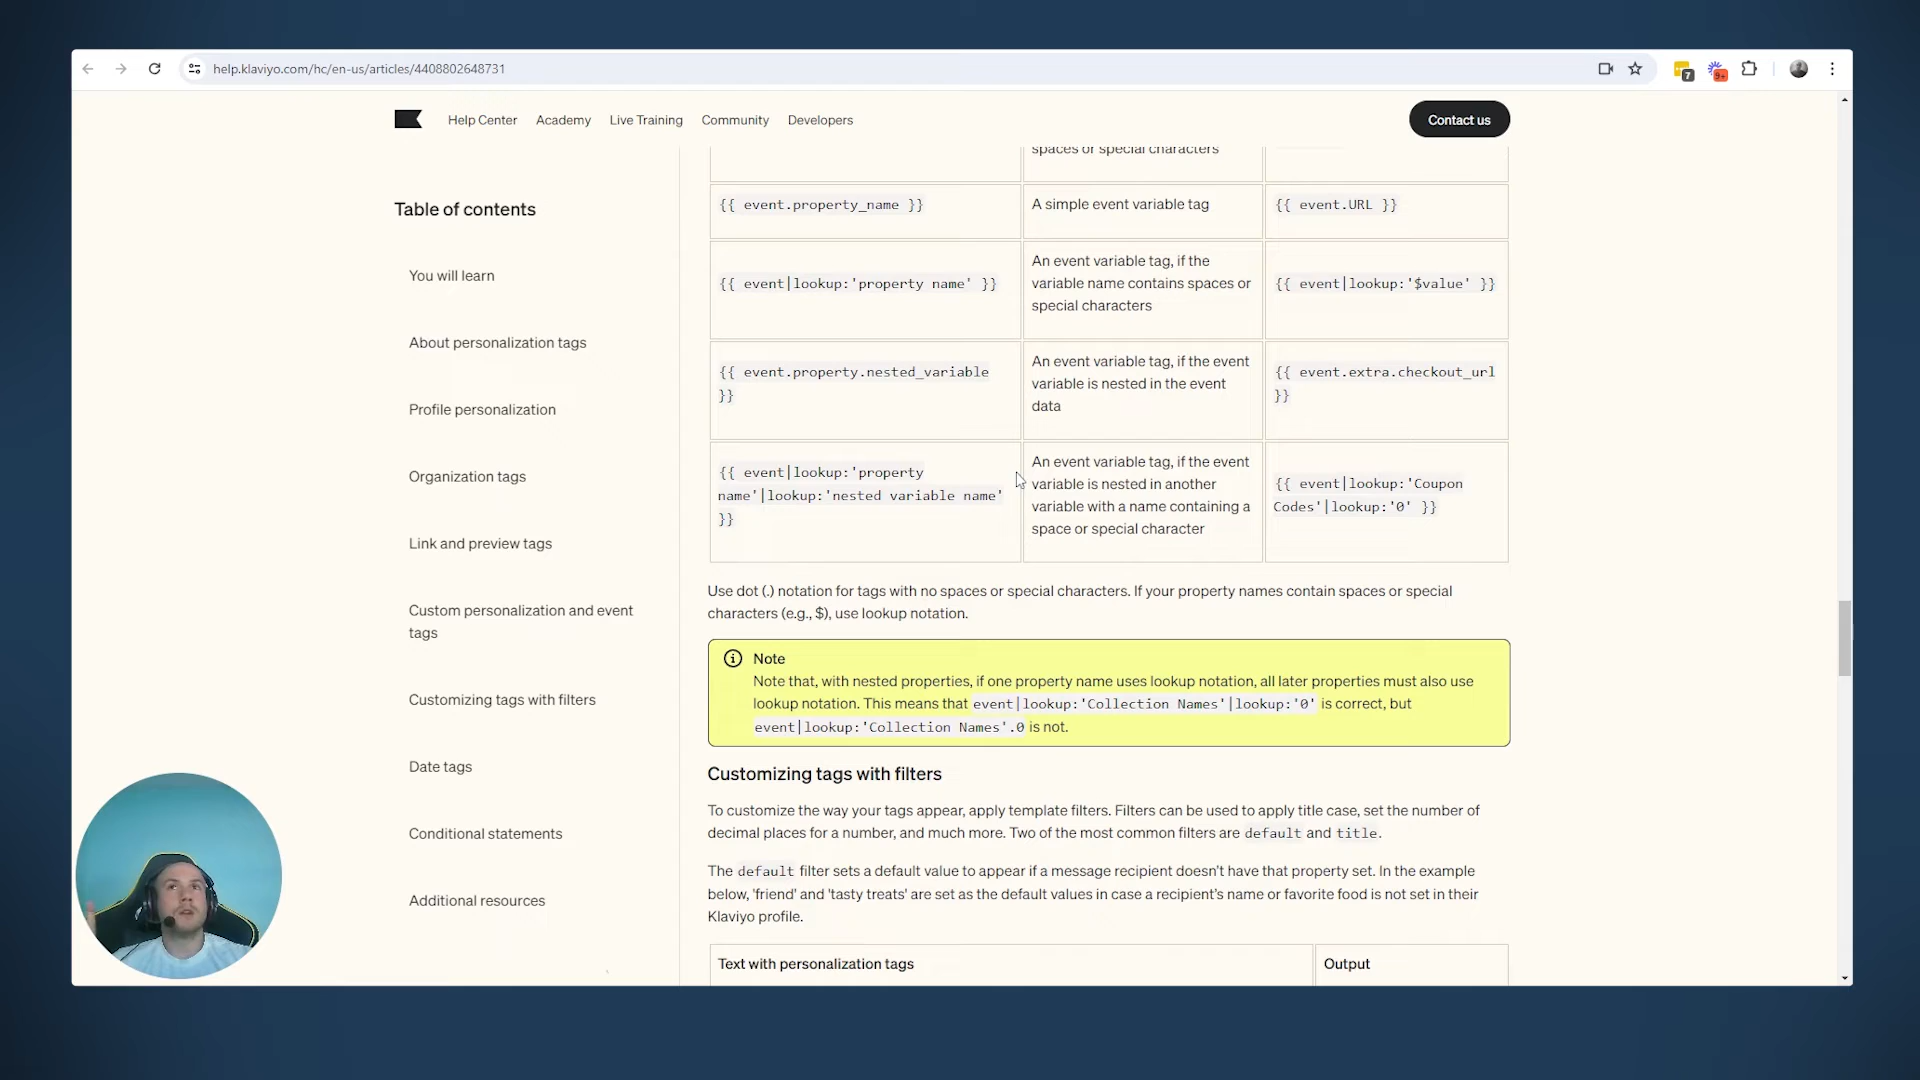 help.klaviyo.com/hc/en-us/articles/4408802648731
7
9+
Help Center
Academy
Live Training
Community
Developers
Contact us
Table of contents
You will learn
About personalization tags
Profile personalization
Organization tags
Link and preview tags
Custom personalization and event
tags
Customizing tags with filters
Date tags
Conditional statements
Additional resources
spaces or special characters
{{ event.property_name }}
A simple event variable tag
{{ event.URL }}
{{ event|lookup:'property name' }}
An event variable tag, if the
variable name contains spaces or
special characters
{{ event|lookup:'$value' }}
{{ event.property.nested_variable
}}
An event variable tag, if the event
variable is nested in the event
data
{{ event.extra.checkout_url
}}
{{ event|lookup:'property
name'|lookup:'nested variable name'
}}
An event variable tag, if the event
variable is nested in another
variable with a name containing a
space or special character
{{ event|lookup:'Coupon
Codes'|lookup:'0' }}
Use dot (.) notation for tags with no spaces or special characters. If your property names contain spaces or special
characters (e.g., $), use lookup notation.
Note
Note that, with nested properties, if one property name uses lookup notation, all later properties must also use
lookup notation. This means that event|lookup:'Collection Names'|lookup:'0' is correct, but
event|lookup:'Collection Names'.0 is not.
Customizing tags with filters
To customize the way your tags appear, apply template filters. Filters can be used to apply title case, set the number of
decimal places for a number, and much more. Two of the most common filters are default and title.
The default filter sets a default value to appear if a message recipient doesn't have that property set. In the example
below, 'friend' and 'tasty treats' are set as the default values in case a recipient's name or favorite food is not set in their
Klaviyo profile.
Text with personalization tags
Output